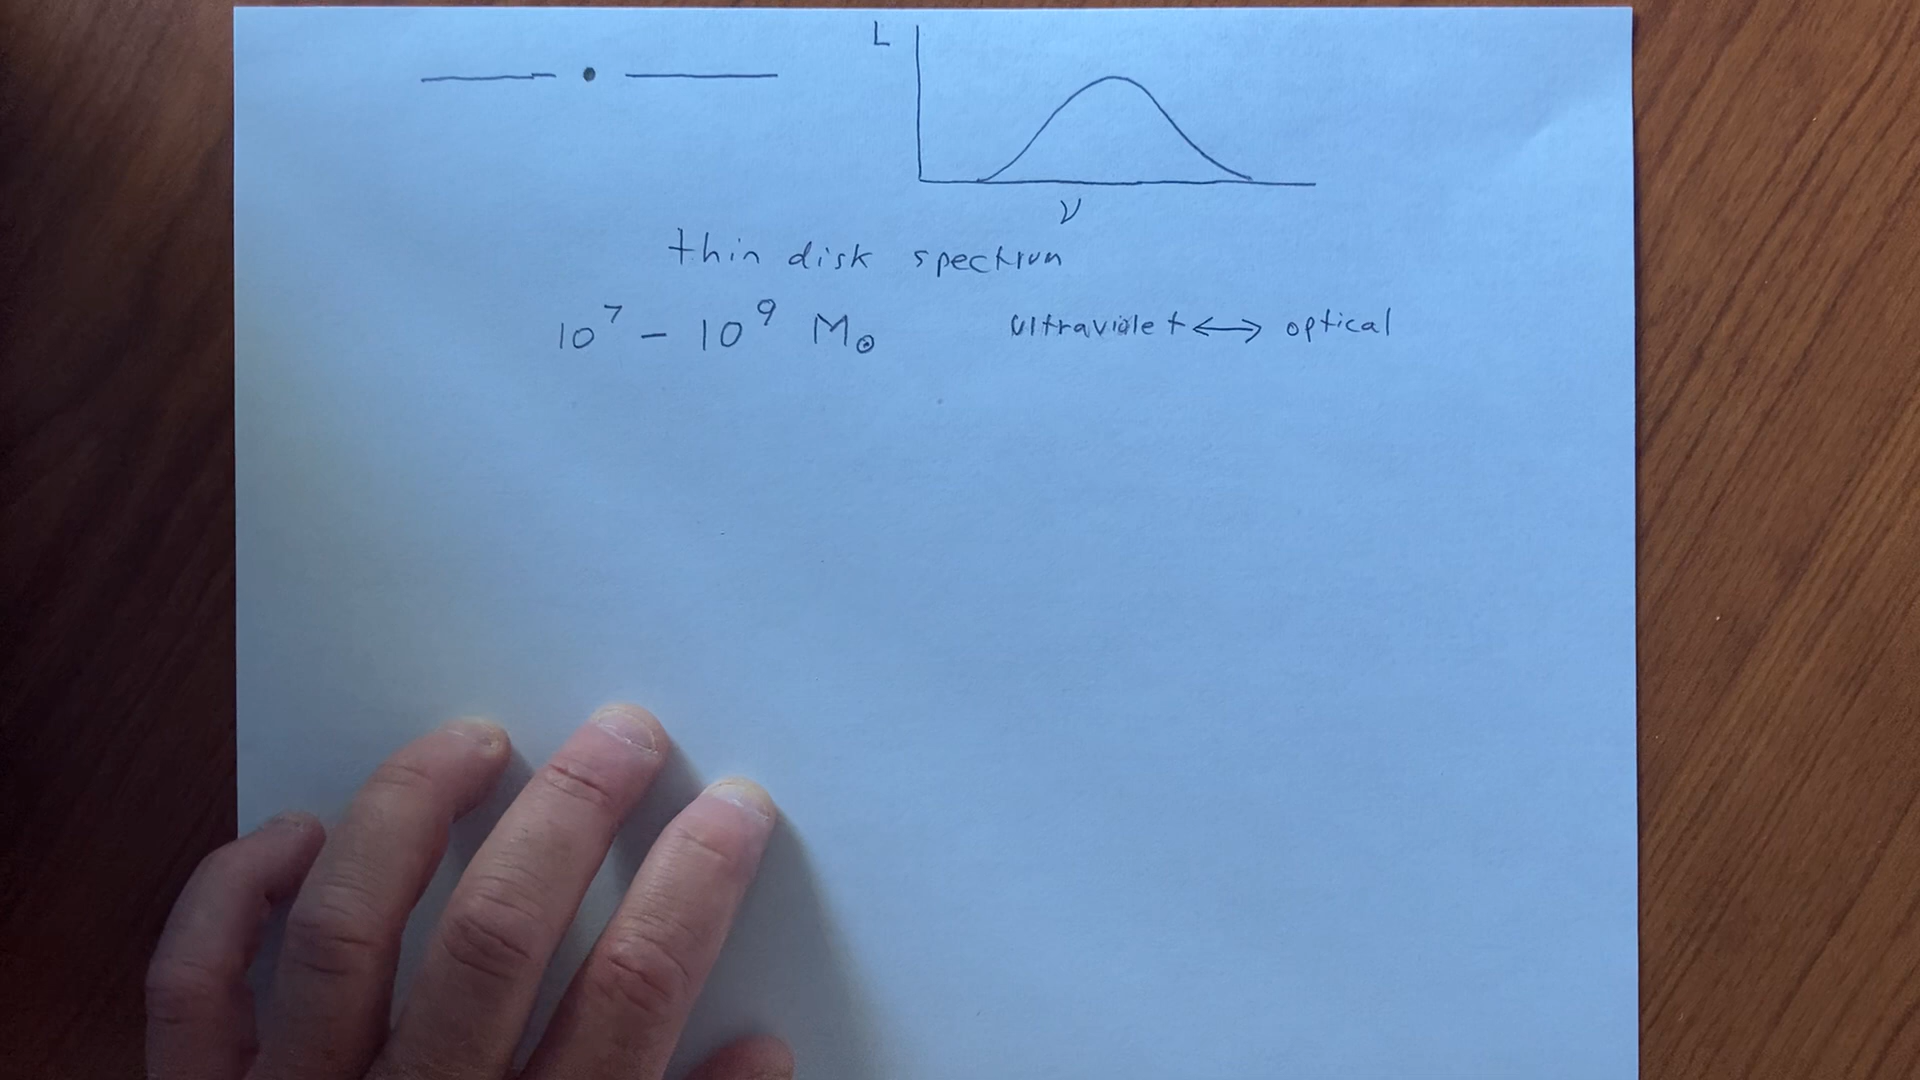 L
ν
thin disk spectrum
10⁷ – 10⁹ M☉ ultraviolet ↔ optical